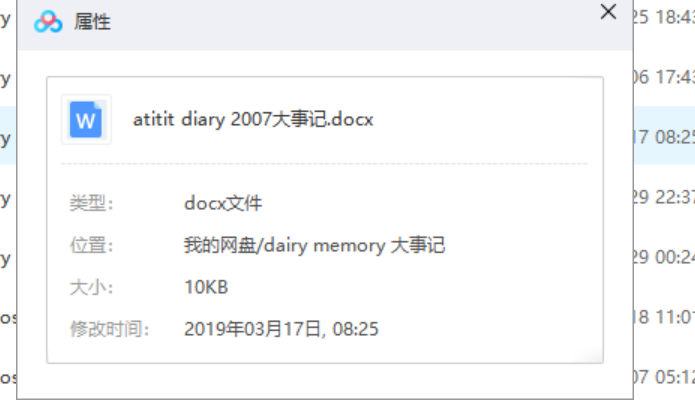 属性
25 18:43
06 17:43
atitit diary 2007大事记.docx
17 08:25
类型: docx文件
29 22:37
位置: 我的网盘/dairy memory 大事记
29 00:24
大小: 10KB
修改时间: 2019年03月17日, 08:25
18 11:07
07 05:12